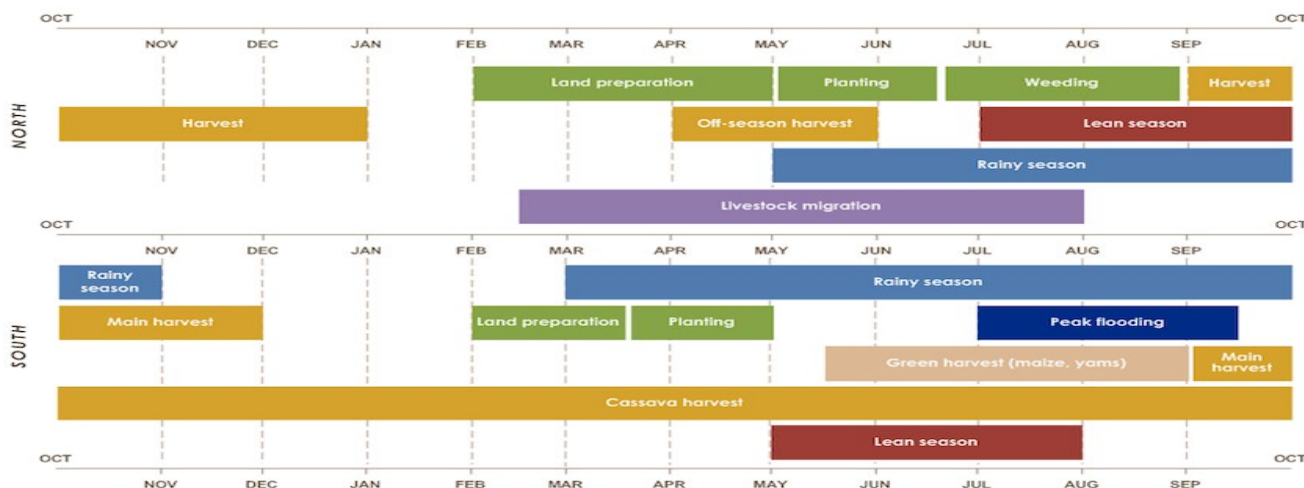 OCT OCT
NOV DEC JAN FEB MAR APR MAY JUN JUL AUG SEP
NORTH
Land preparation Planting Weeding Harvest
Harvest Off-season harvest Lean season
Rainy season
Livestock migration
OCT OCT
NOV DEC JAN FEB MAR APR MAY JUN JUL AUG SEP
SOUTH
Rainy
season
Rainy season
Main harvest Land preparation Planting Peak flooding
Green harvest (maize, yams)
Main
harvest
Cassava harvest
Lean season
OCT OCT
NOV DEC JAN FEB MAR APR MAY JUN JUL AUG SEP